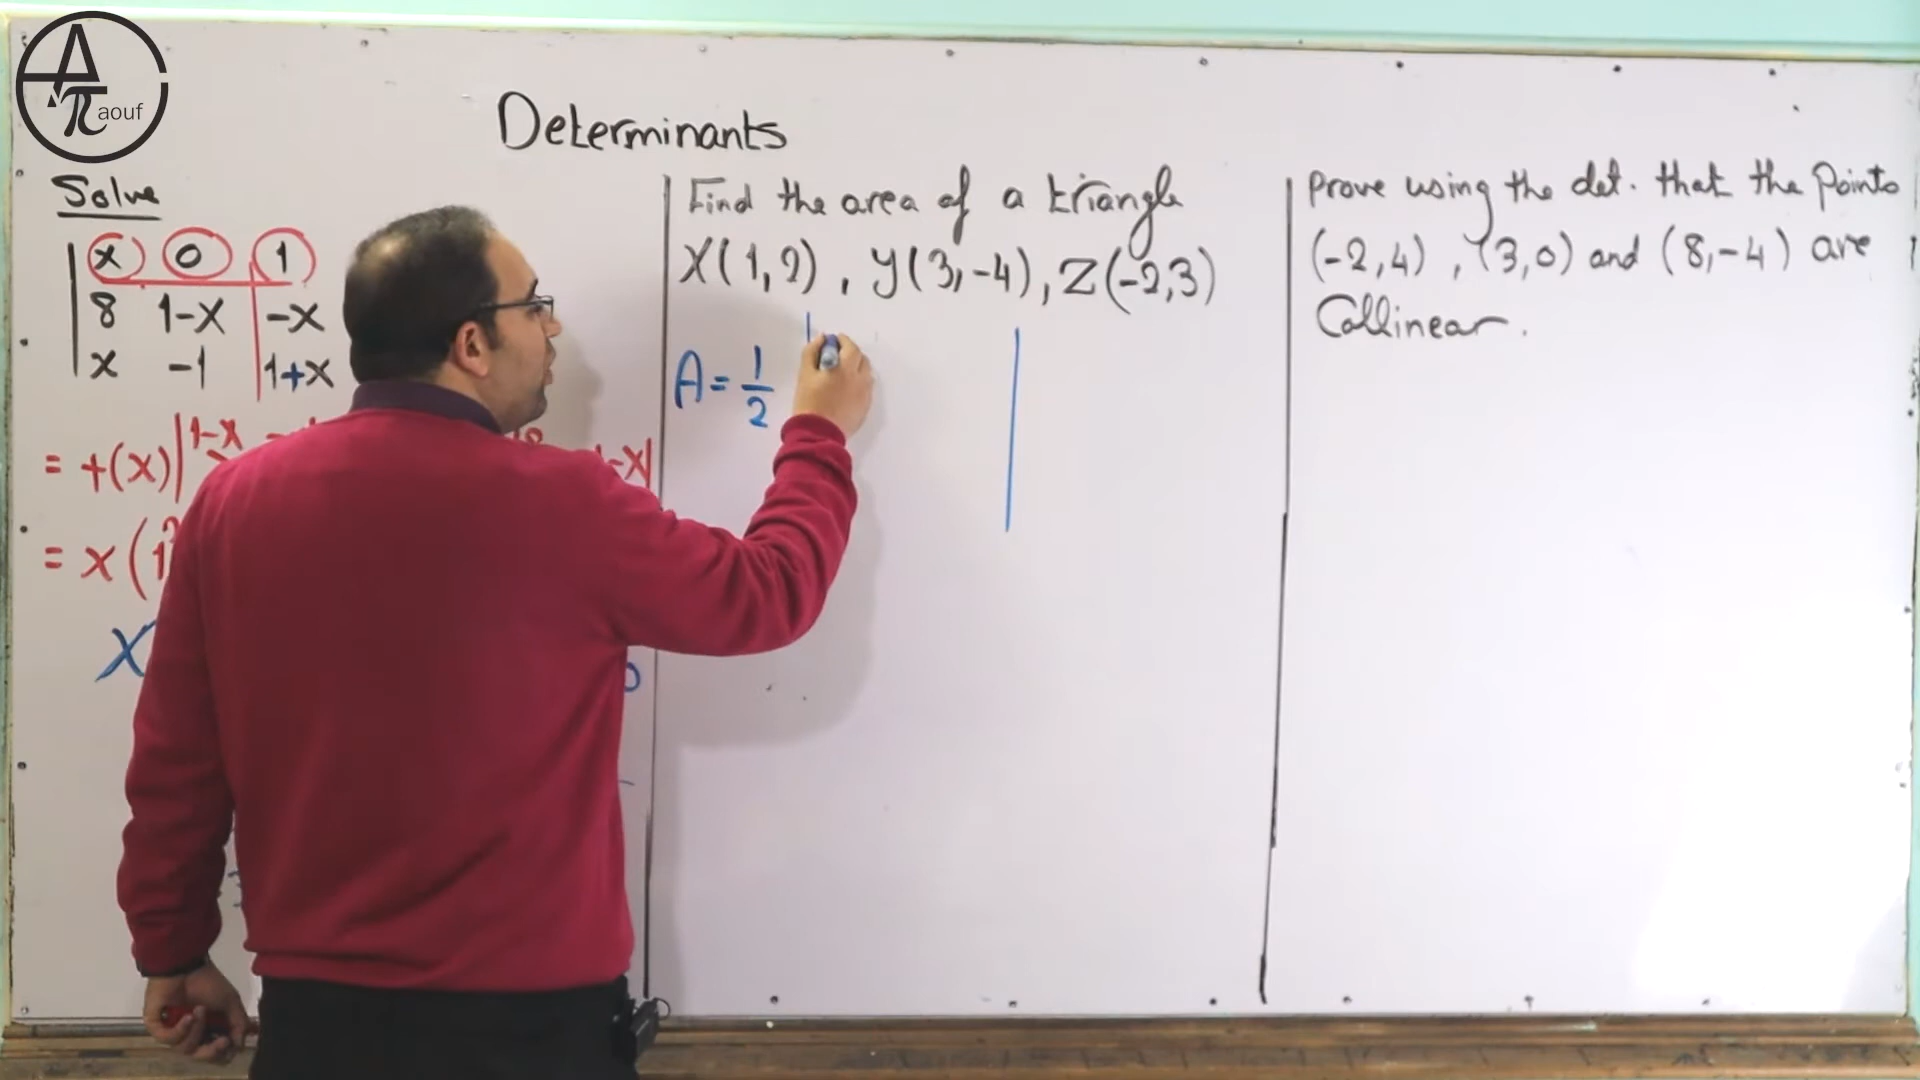 aouf
Determinants
Solve
x 0 1
8 1-x -x
x -1 1+x
= +(x) |1-x
-x|
= x (1
x
Find the area of a triangle
X(1,2) , Y(3,-4), Z(-2,3)
A = 1/2
Prove using the det. that the points
(-2,4) , (3,0) and (8,-4) are
Collinear.